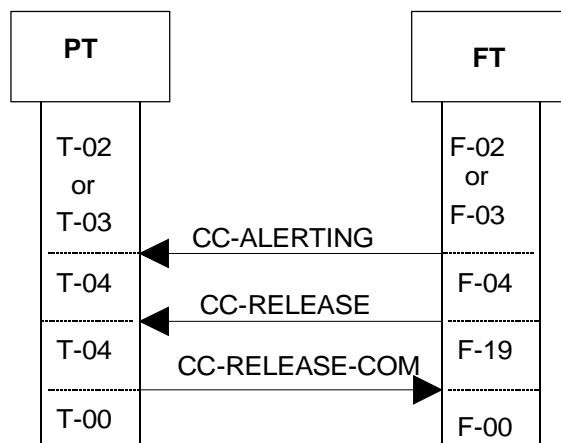 PT
FT
T-02
or
T-03
F-02
or
F-03
CC-ALERTING
T-04
F-04
CC-RELEASE
T-04
F-19
CC-RELEASE-COM
T-00
F-00